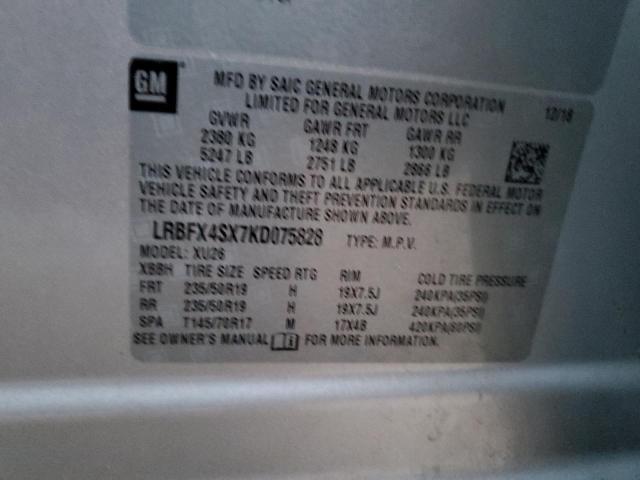 GM
MFD BY SAIC GENERAL MOTORS CORPORATION
LIMITED FOR GENERAL MOTORS LLC 12/18
GVWR GAWR FRT GAWR RR
2380 KG 1248 KG 1300 KG
5247 LB 2751 LB 2866 LB
THIS VEHICLE CONFORMS TO ALL APPLICABLE U.S. FEDERAL MOTOR
VEHICLE SAFETY AND THEFT PREVENTION STANDARDS IN EFFECT ON
THE DATE OF MANUFACTURE SHOWN ABOVE.
LRBFX4SX7KD075828 TYPE: M.P.V.
MODEL: XU26
XBBH TIRE SIZE SPEED RTG RIM COLD TIRE PRESSURE
FRT 235/50R19 H 19X7.5J 240KPA(35PSI)
RR 235/50R19 H 19X7.5J 240KPA(35PSI)
SPA T145/70R17 M 17X4B 420KPA(60PSI)
SEE OWNER'S MANUAL FOR MORE INFORMATION.